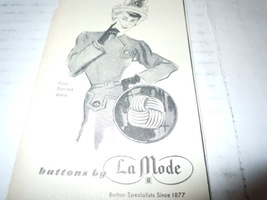 buttons by La Mode
Button Specialists Since 1877